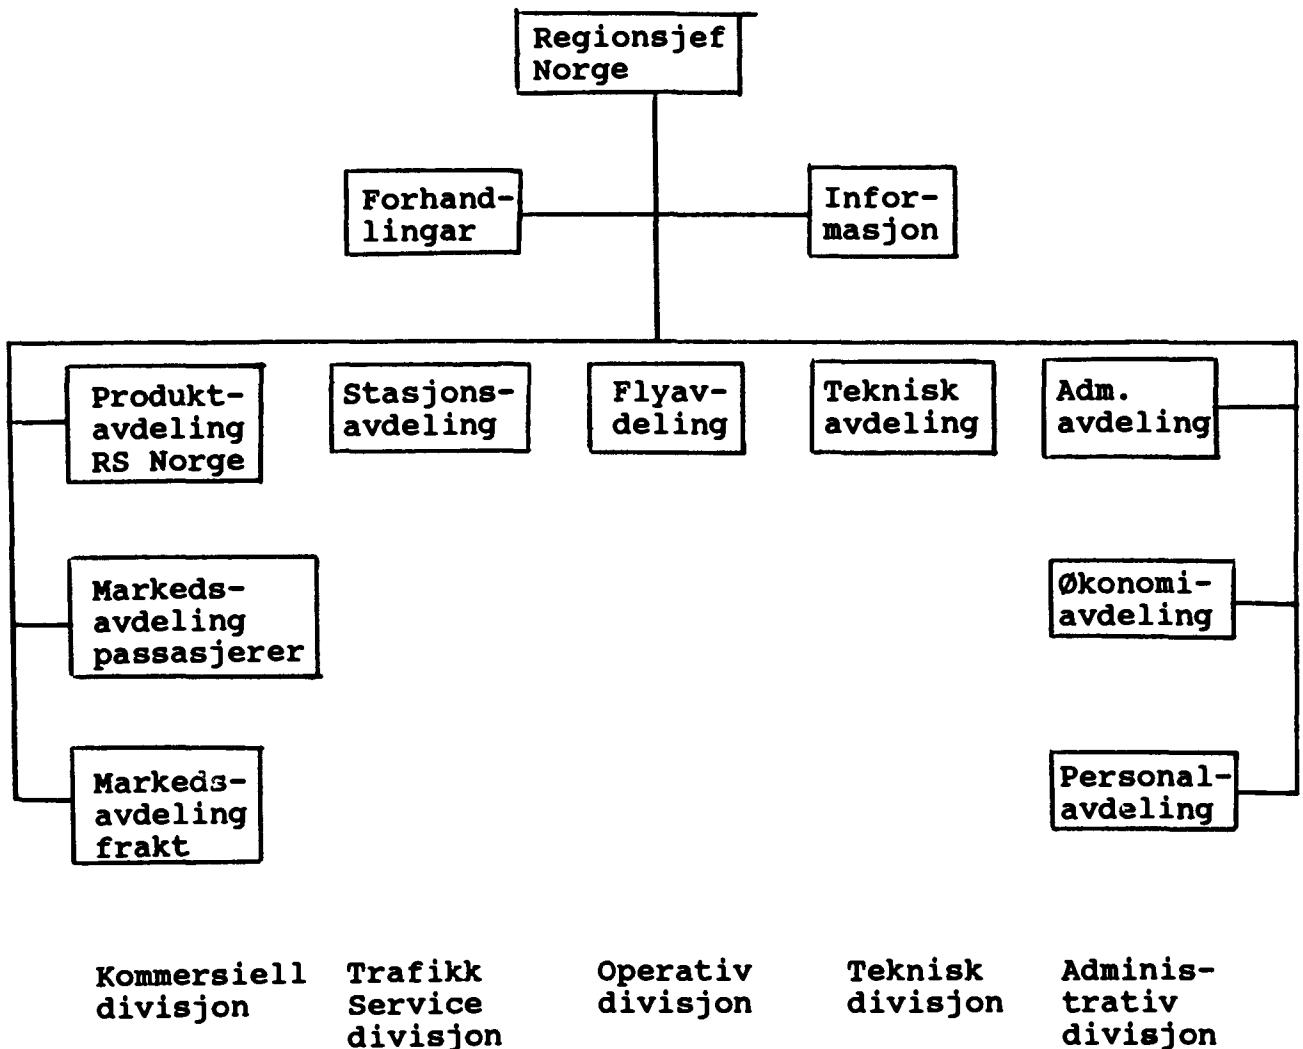 Regionsjef
Norge
Forhand-
lingar
Infor-
masjon
Produkt-
avdeling
RS Norge
Stasjons-
avdeling
Flyav-
deling
Teknisk
avdeling
Adm.
avdeling
Markeds-
avdeling
passasjerer
Økonomi-
avdeling
Markeds-
avdeling
frakt
Personal-
avdeling
Kommersiell
divisjon
Trafikk
Service
divisjon
Operativ
divisjon
Teknisk
divisjon
Adminis-
trativ
divisjon